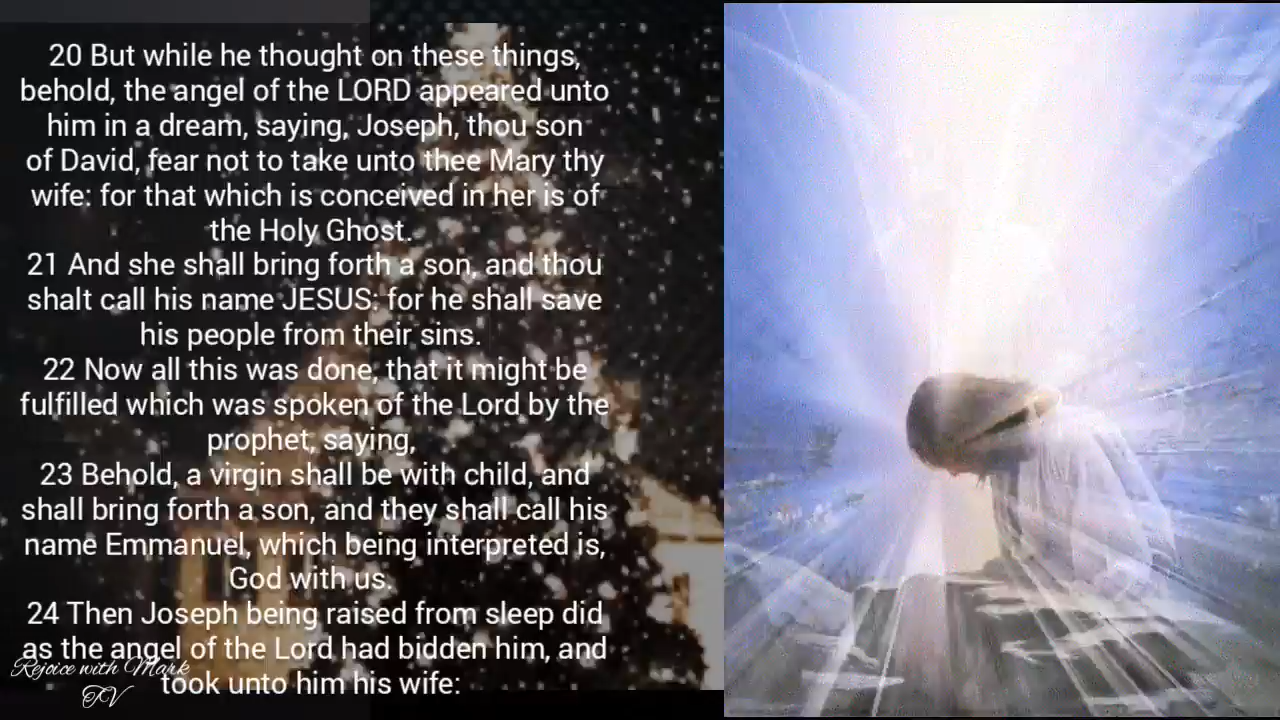 20 But while he thought on these things,
behold, the angel of the LORD appeared unto
him in a dream, saying, Joseph, thou son
of David, fear not to take unto thee Mary thy
wife: for that which is conceived in her is of
the Holy Ghost.
21 And she shall bring forth a son, and thou
shalt call his name JESUS: for he shall save
his people from their sins.
22 Now all this was done, that it might be
fulfilled which was spoken of the Lord by the
prophet, saying,
23 Behold, a virgin shall be with child, and
shall bring forth a son, and they shall call his
name Emmanuel, which being interpreted is,
God with us.
24 Then Joseph being raised from sleep did
as the angel of the Lord had bidden him, and
took unto him his wife:
Rejoice with Mark
TV